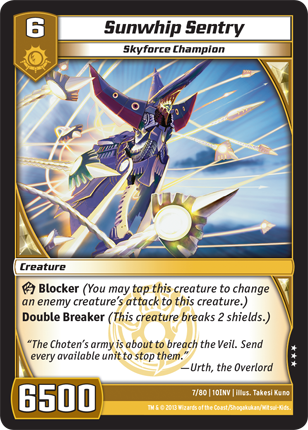 6
Sunwhip Sentry
Skyforce Champion
Creature
Blocker (You may tap this creature to change
an enemy creature's attack to this creature.)
Double Breaker (This creature breaks 2 shields.)
"The Choten's army is about to breach the Veil. Send
every available unit to stop them."
—Urth, the Overlord
6500
7/80 | 10INV | illus. Takesi Kuno
TM & © 2013 Wizards of the Coast/Shogakukan/Mitsui-Kids.